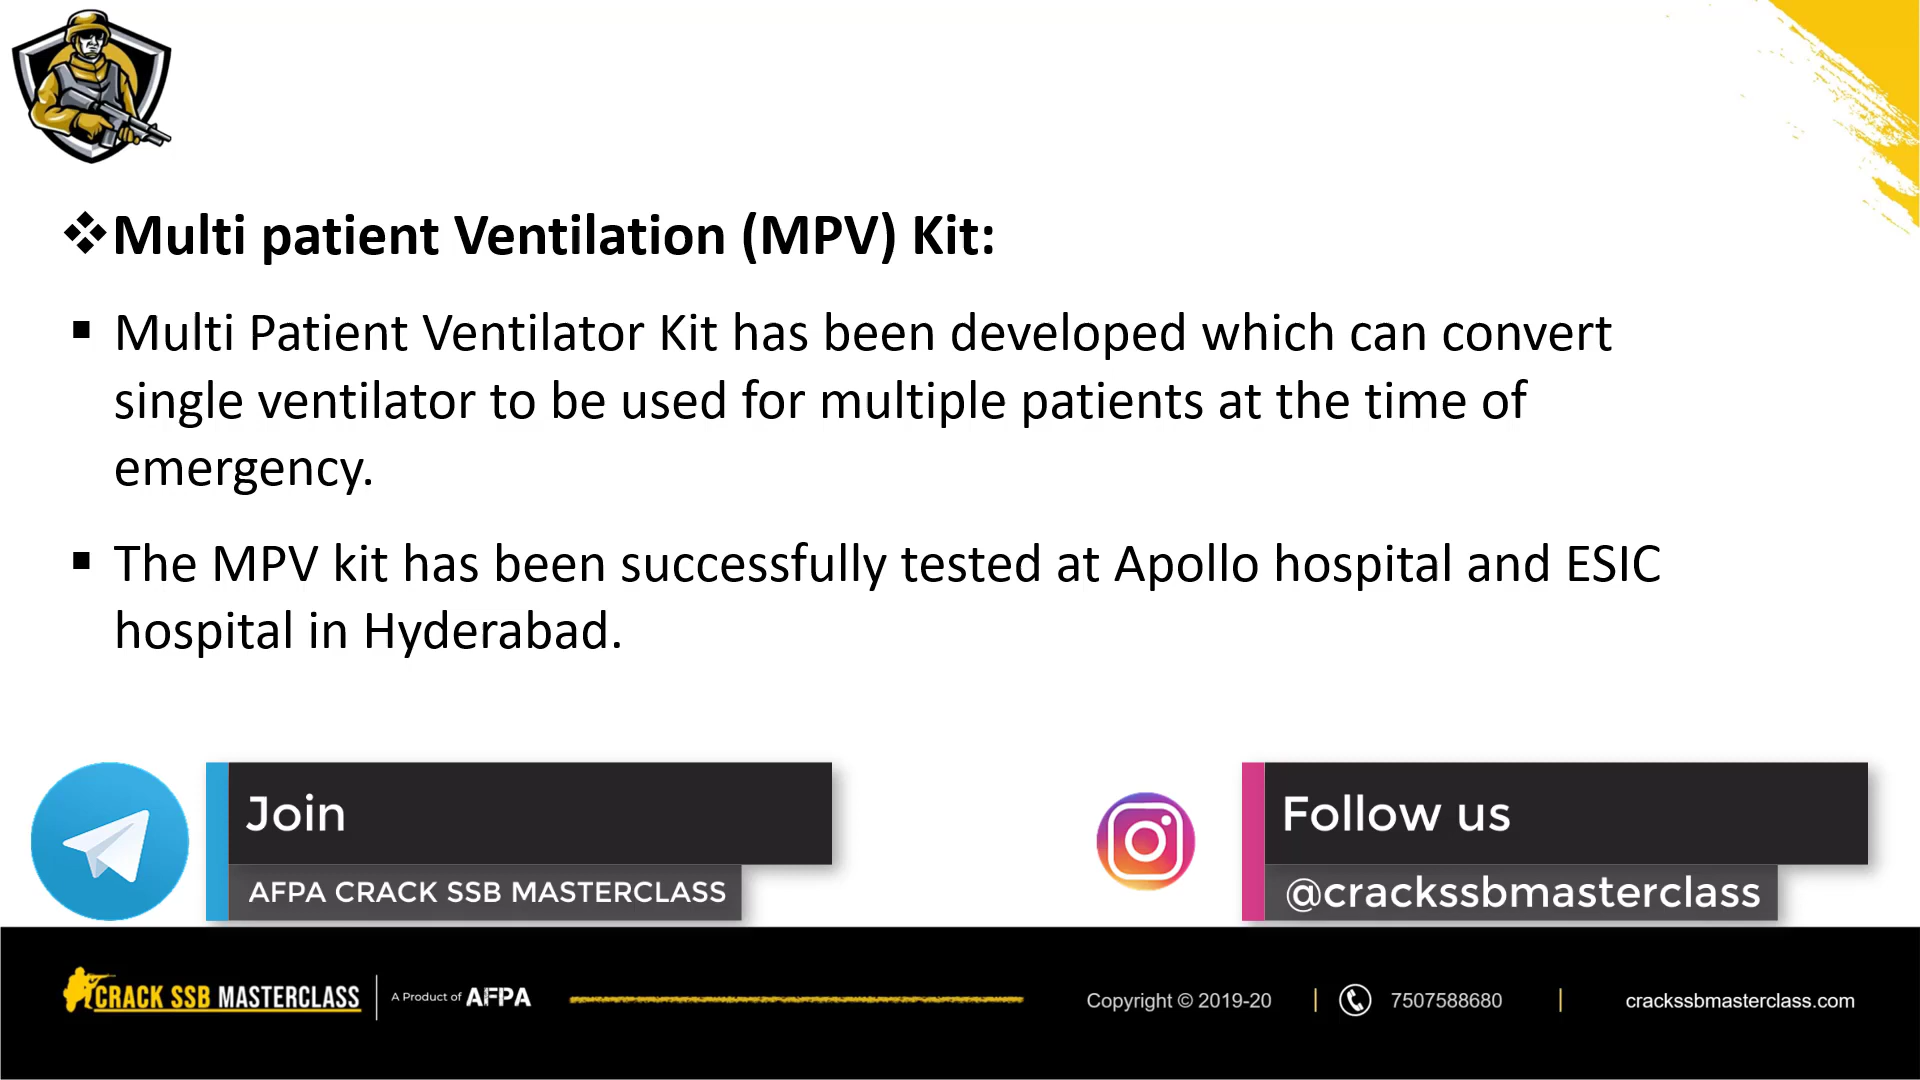 ❖Multi patient Ventilation (MPV) Kit:
▪ Multi Patient Ventilator Kit has been developed which can convert
single ventilator to be used for multiple patients at the time of
emergency.
▪ The MPV kit has been successfully tested at Apollo hospital and ESIC
hospital in Hyderabad.
Join
AFPA CRACK SSB MASTERCLASS
Follow us
@crackssbmasterclass
CRACK SSB MASTERCLASS | A Product of AFPA
Copyright © 2019-20 | 7507588680 | crackssbmasterclass.com